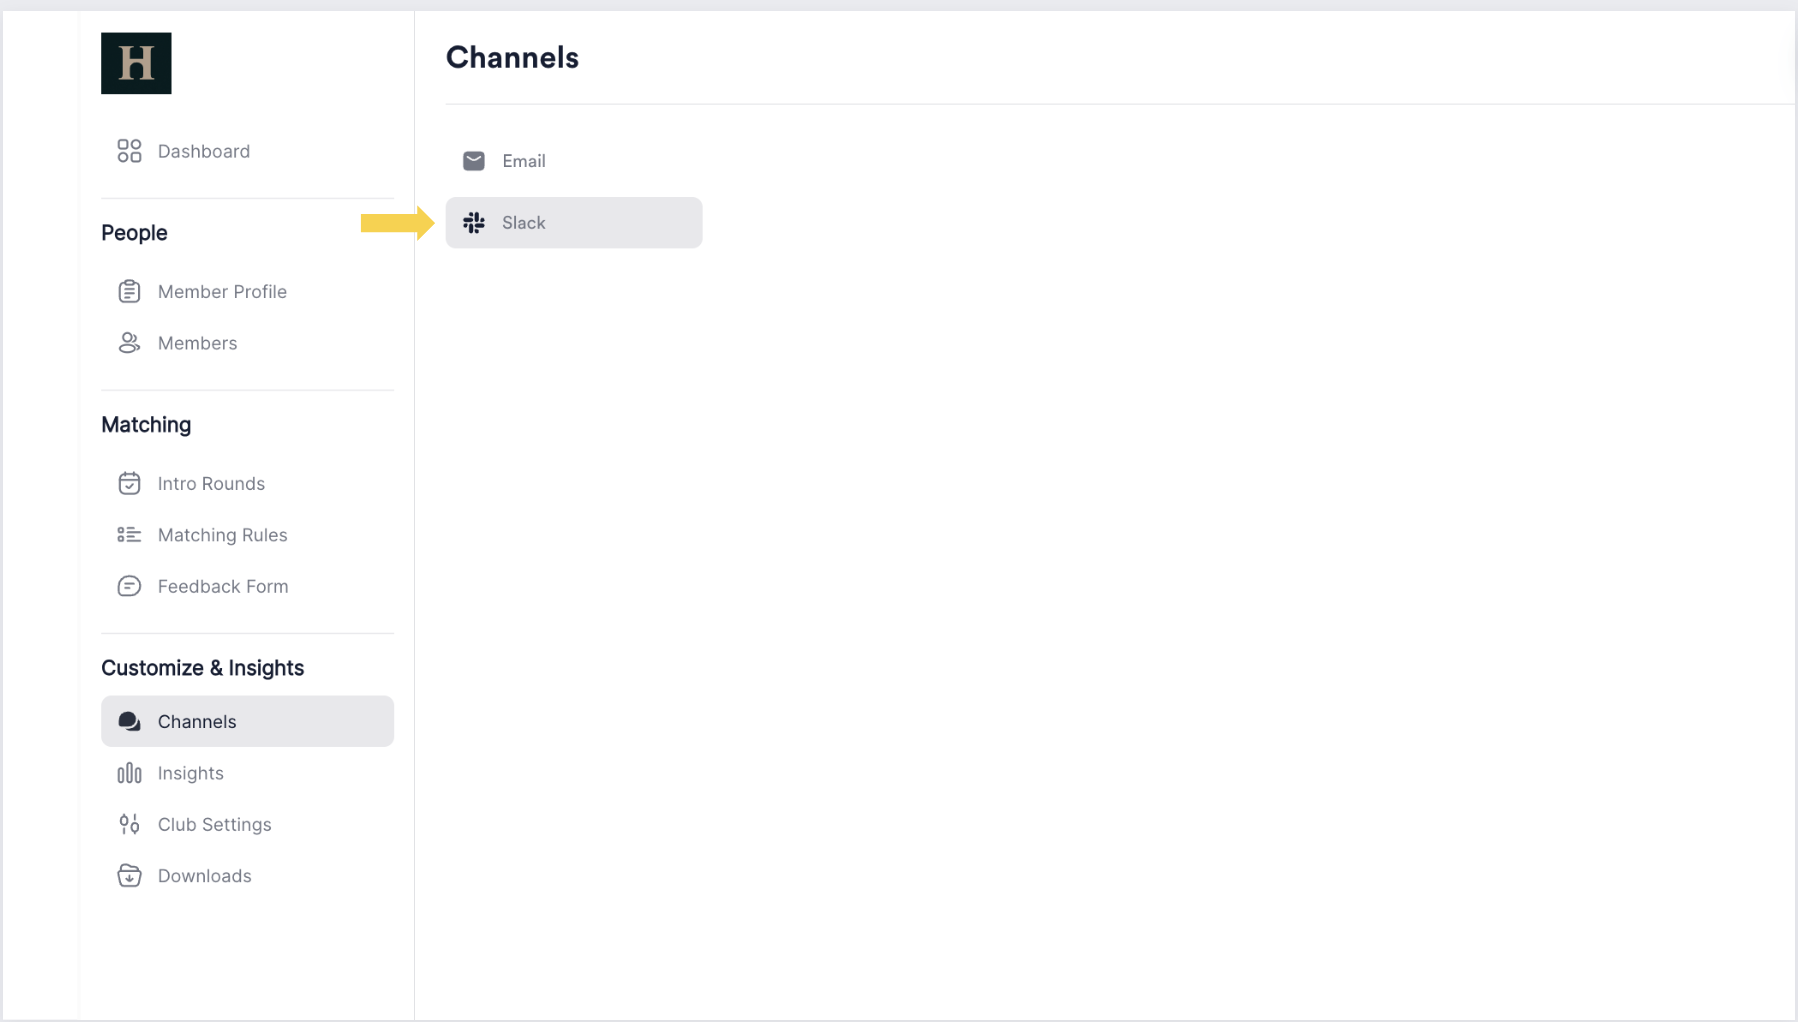 H
Dashboard
People
Member Profile
Members
Matching
Intro Rounds
Matching Rules
Feedback Form
Customize & Insights
Channels
Insights
Club Settings
Downloads
Channels
Email
Slack